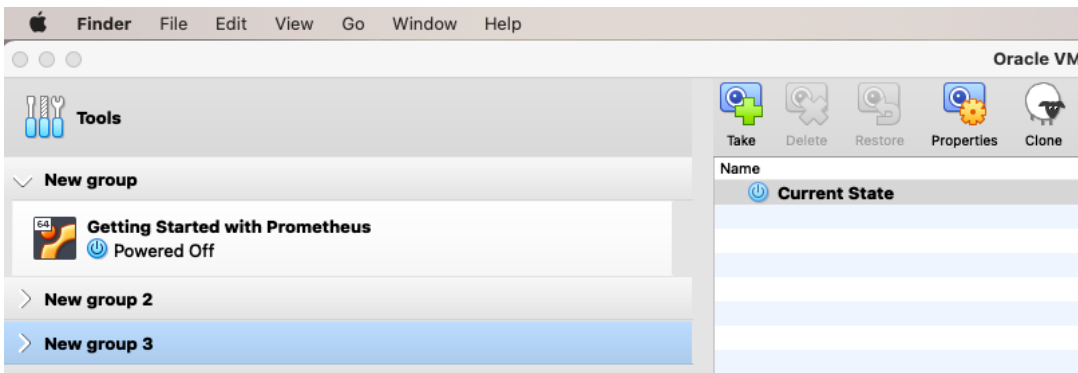 Finder File Edit View Go Window Help
Oracle VM
Tools
Take Delete Restore Properties Clone
New group
Name
64
Getting Started with Prometheus
Powered Off
Current State
New group 2
New group 3